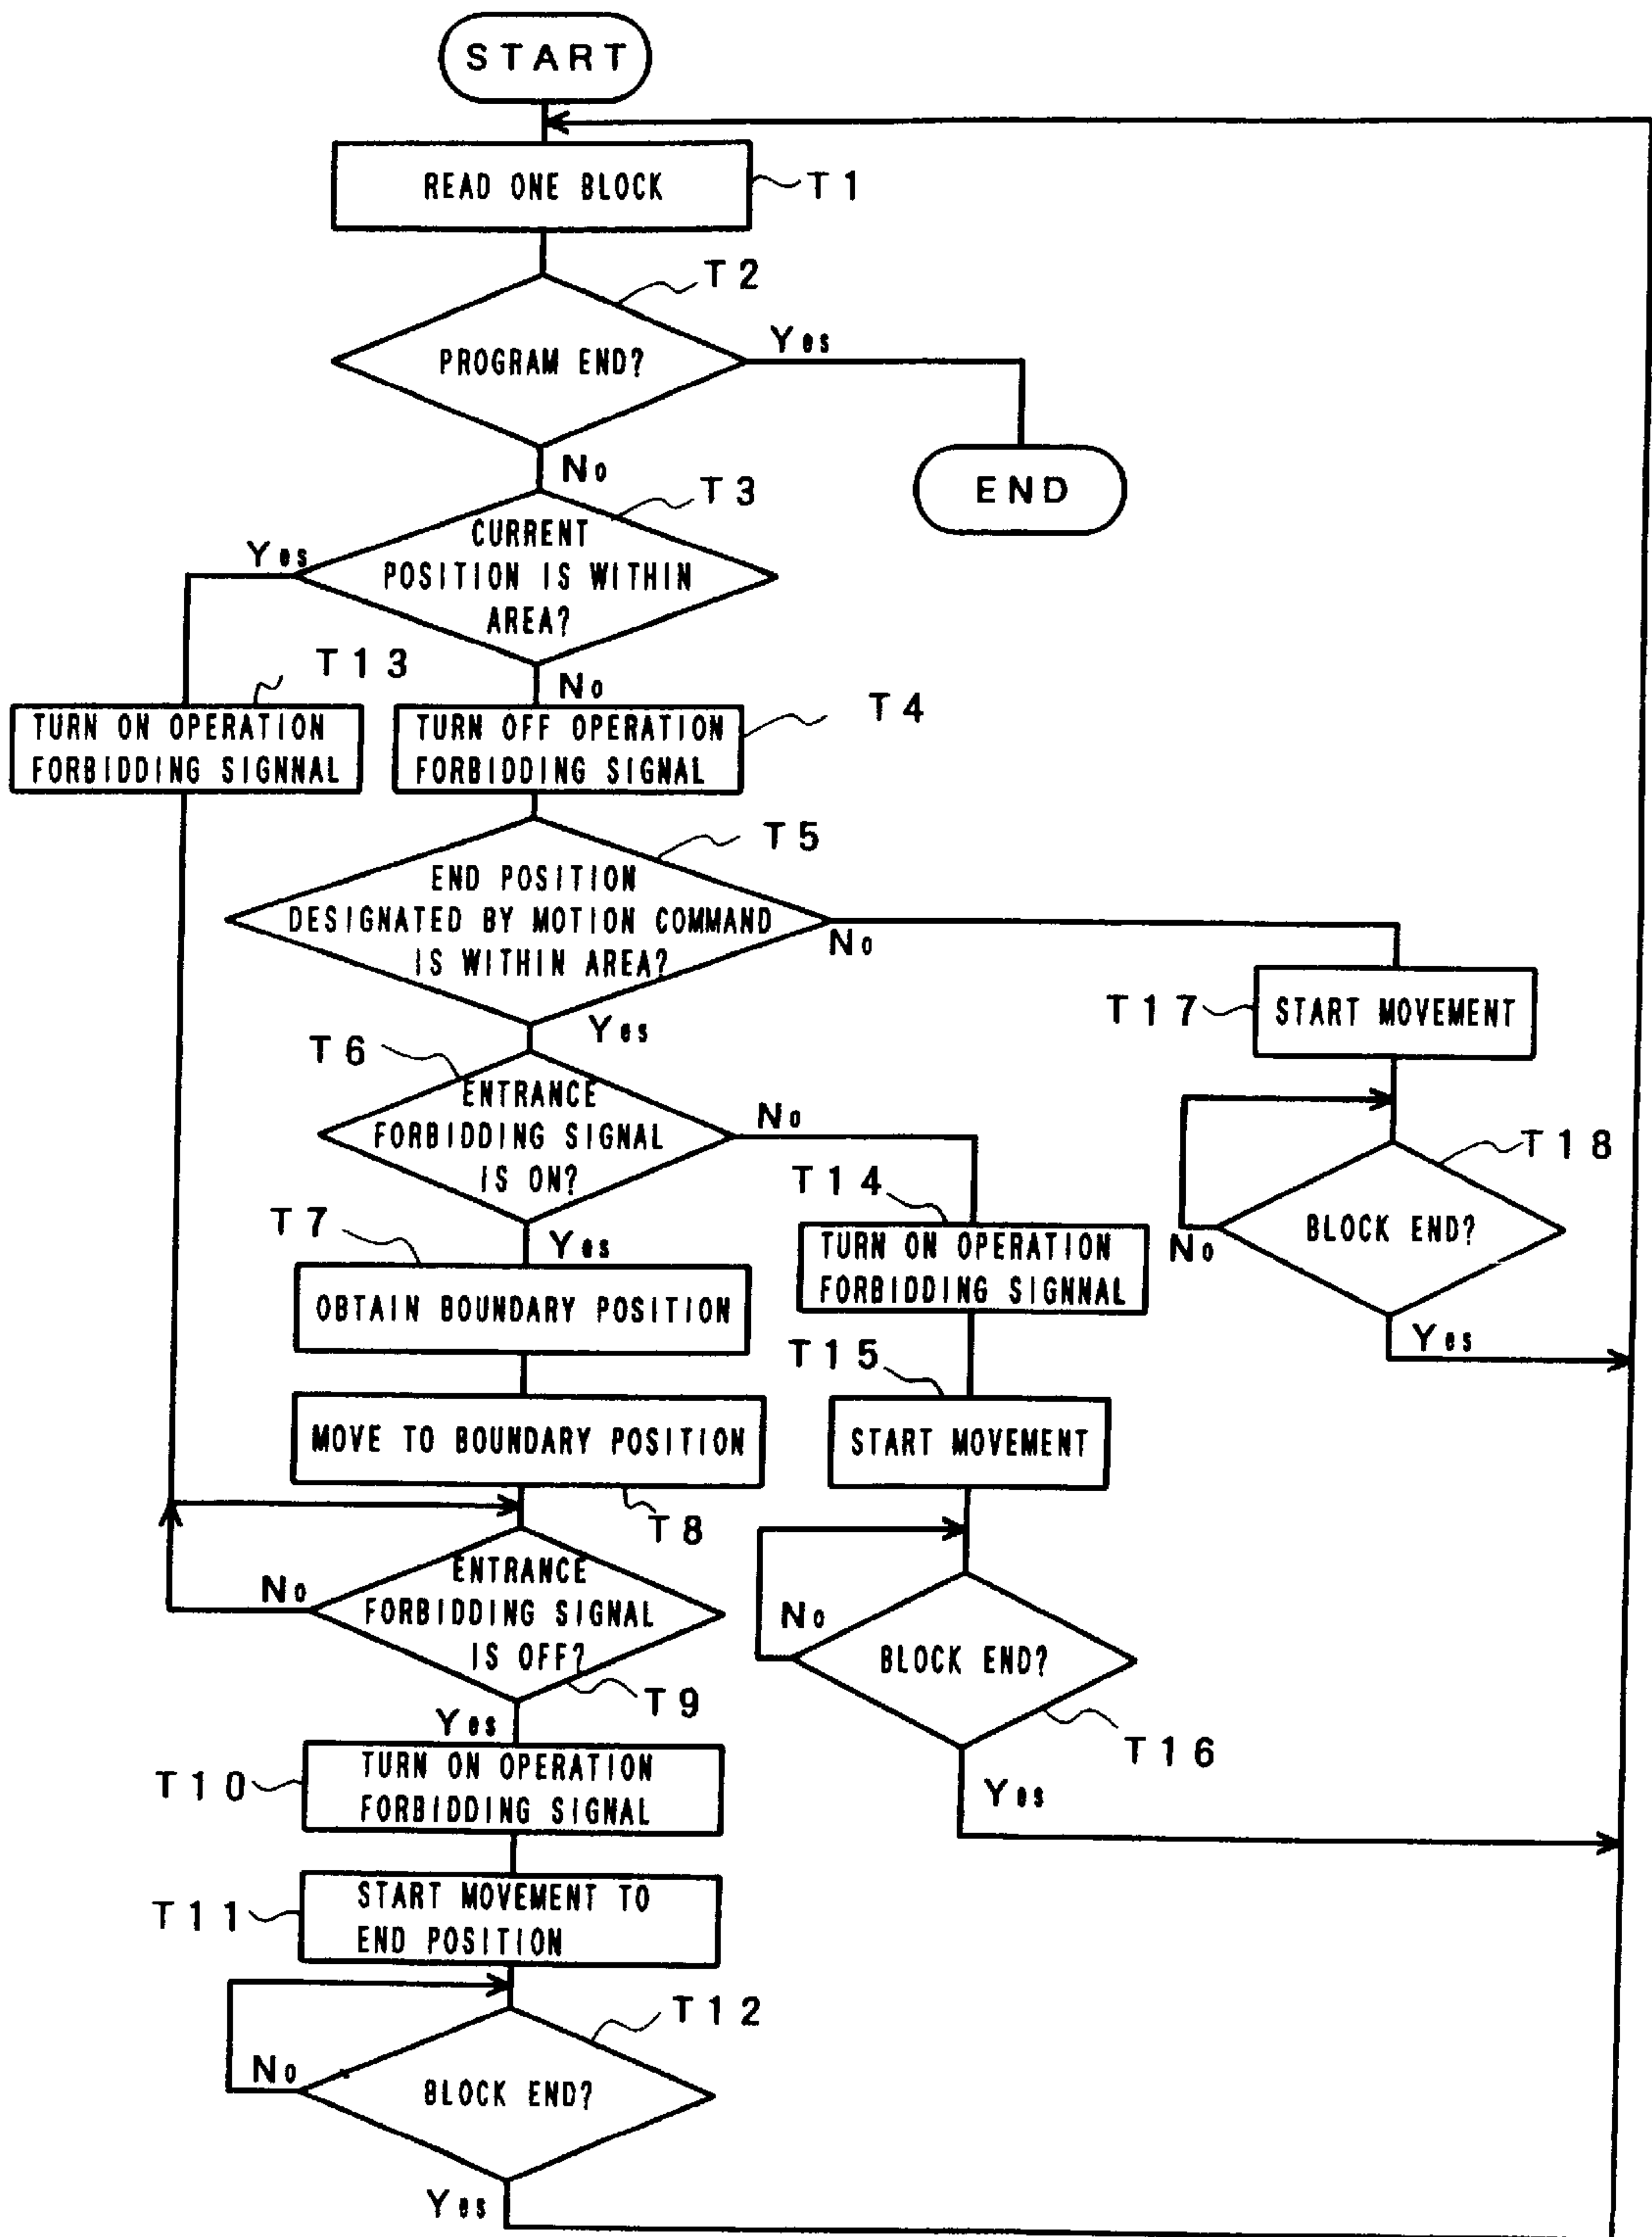 START
READ ONE BLOCK
T1
T2
PROGRAM END?
Yes
No
END
T3
CURRENT
POSITION IS WITHIN
AREA?
Yes
No
T13
TURN ON OPERATION
FORBIDDING SIGNNAL
T4
TURN OFF OPERATION
FORBIDDING SIGNAL
T5
END POSITION
DESIGNATED BY MOTION COMMAND
IS WITHIN AREA?
No
Yes
T17
START MOVEMENT
T6
ENTRANCE
FORBIDDING SIGNAL
IS ON?
No
Yes
T18
BLOCK END?
No
Yes
T14
TURN ON OPERATION
FORBIDDING SIGNNAL
T7
OBTAIN BOUNDARY POSITION
T15
START MOVEMENT
MOVE TO BOUNDARY POSITION
T8
ENTRANCE
FORBIDDING SIGNAL
IS OFF?
No
T9
Yes
No
BLOCK END?
T16
Yes
T10
TURN ON OPERATION
FORBIDDING SIGNAL
T11
START MOVEMENT TO
END POSITION
T12
No
BLOCK END?
Yes